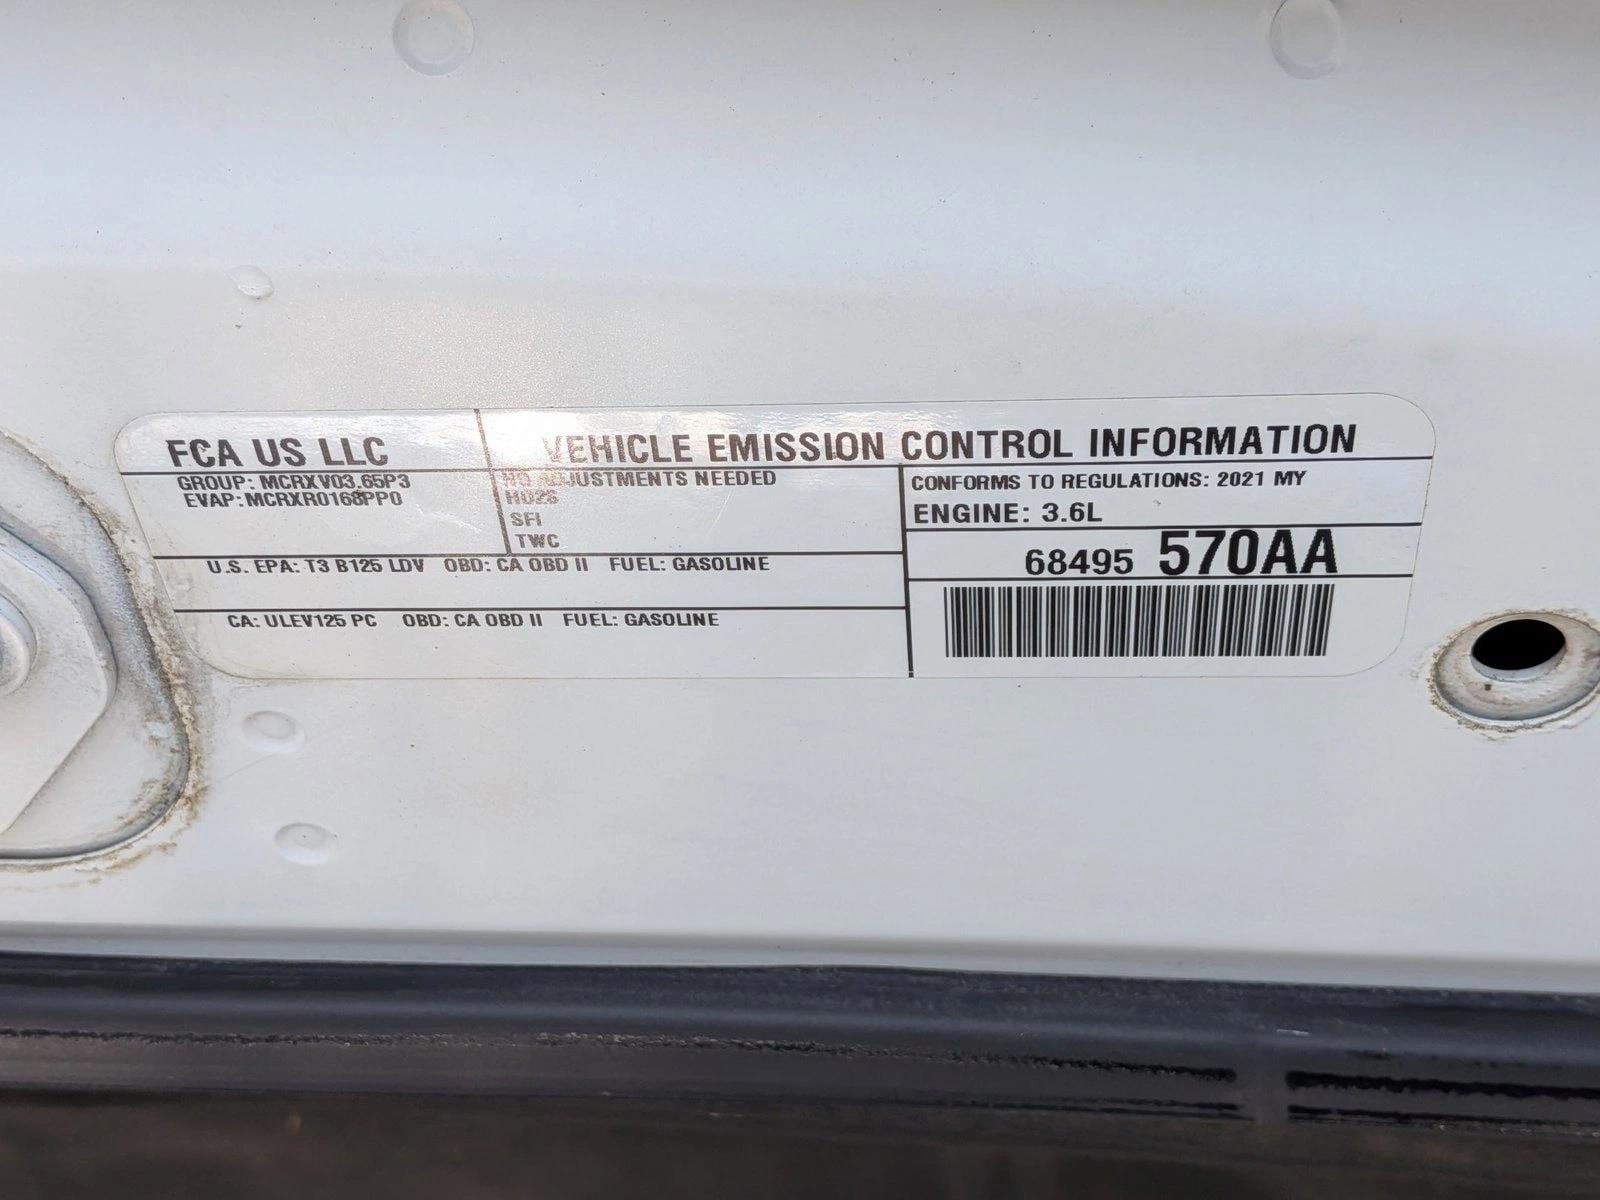 FCA US LLC
VEHICLE EMISSION CONTROL INFORMATION
GROUP: MCRXV03.65P3
EVAP: MCRXR0168PP0
NO ADJUSTMENTS NEEDED
HO2S
SFI
TWC
CONFORMS TO REGULATIONS: 2021 MY
ENGINE: 3.6L
68495 570AA
U.S. EPA: T3 B125 LDV OBD: CA OBD II FUEL: GASOLINE
CA: ULEV125 PC OBD: CA OBD II FUEL: GASOLINE